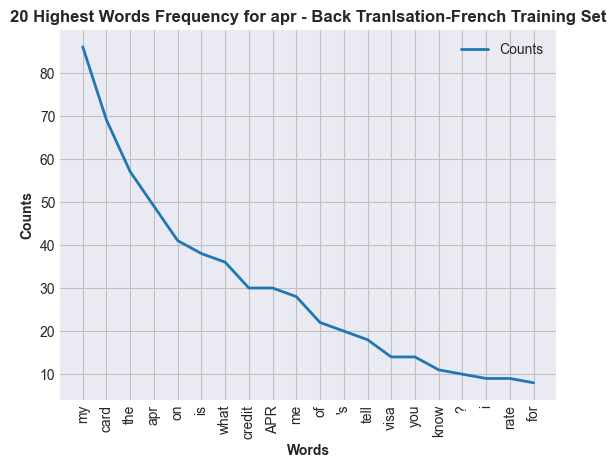 20 Highest Words Frequency for apr - Back Tranlsation-French Training Set
Counts
80
70
60
50
40
30
20
10
Counts
my
card
the
apr
on
is
what
credit
APR
me
of
's
tell
visa
you
know
?
i
rate
for
Words